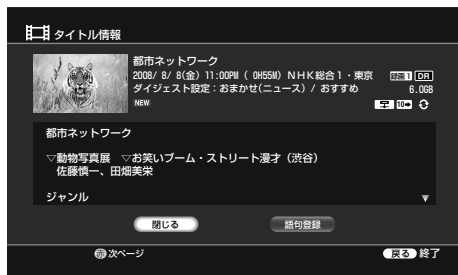 タイトル情報
都市ネットワーク
2008/ 8/ 8(金) 11:00PM ( 0H55M) NHK総合1・東京 録画1 DR
ダイジェスト設定：おまかせ(ニュース) / おすすめ 6.0GB
NEW 10
都市ネットワーク
▽動物写真展 ▽お笑いブーム・ストリート漫才（渋谷）
佐藤慎一、田畑美栄
ジャンル ▼
閉じる 語句登録
赤 次ページ 戻る 終了